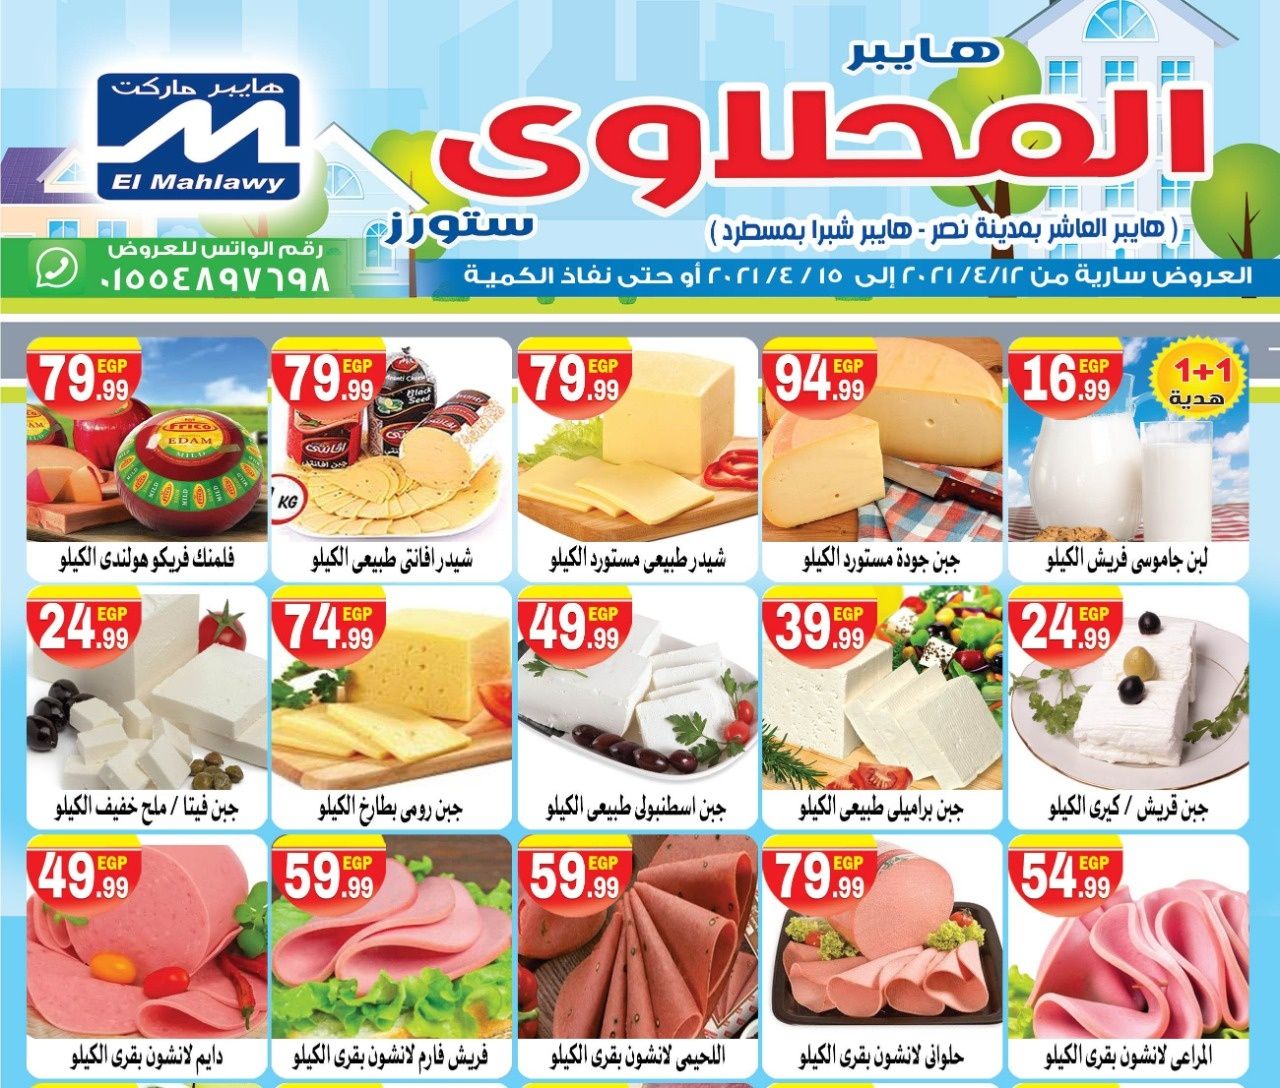 هايبر ماركت
El Mahlawy
هايبر
المحلاوى
ستورز
( هايبر العاشر بمدينة نصر - هايبر شبرا بمسطرد )
رقم الواتس للعروض
٠١٥٥٤٨٩٧٦٩٨
العروض سارية من ٢٠٢١/٤/١٢ إلى ٢٠٢١/٤/١٥ أو حتى نفاذ الكمية
1+1
هدية
16.99 EGP
لبن جاموسى فريش الكيلو
94.99 EGP
جبن جودة مستورد الكيلو
79.99 EGP
شيدر طبيعى مستورد الكيلو
79.99 EGP
Black Seed
افانتى
جبن افانتى
KG
شيدر افانتى طبيعى الكيلو
79.99 EGP
Frico
EDAM
MILD
فلمنك فريكو هولندى الكيلو
24.99 EGP
جبن قريش / كيرى الكيلو
39.99 EGP
جبن براميلى طبيعى الكيلو
49.99 EGP
جبن اسطنبولى طبيعى الكيلو
74.99 EGP
جبن رومى بطارخ الكيلو
24.99 EGP
جبن فيتا / ملح خفيف الكيلو
54.99 EGP
المراعى لانشون بقرى الكيلو
79.99 EGP
حلوانى لانشون بقرى الكيلو
59.99 EGP
اللحيمى لانشون بقرى الكيلو
59.99 EGP
فريش فارم لانشون بقرى الكيلو
49.99 EGP
دايم لانشون بقرى الكيلو